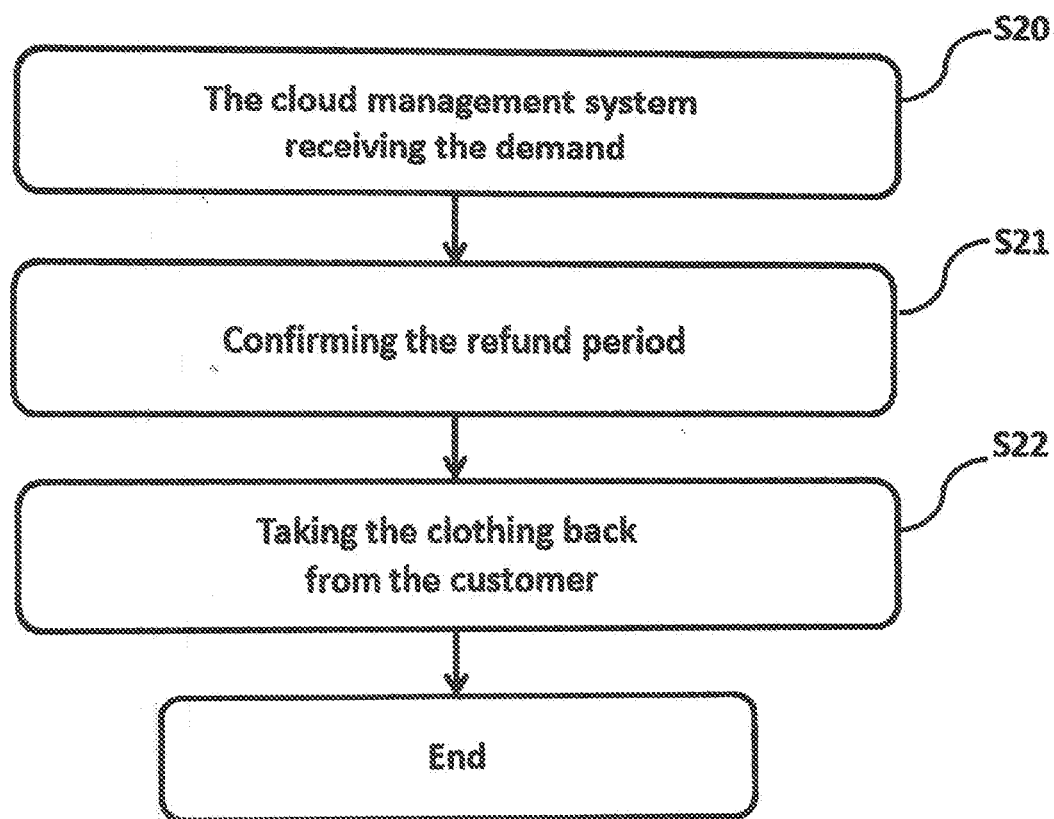 S20
The cloud management system
receiving the demand
S21
Confirming the refund period
S22
Taking the clothing back
from the customer
End